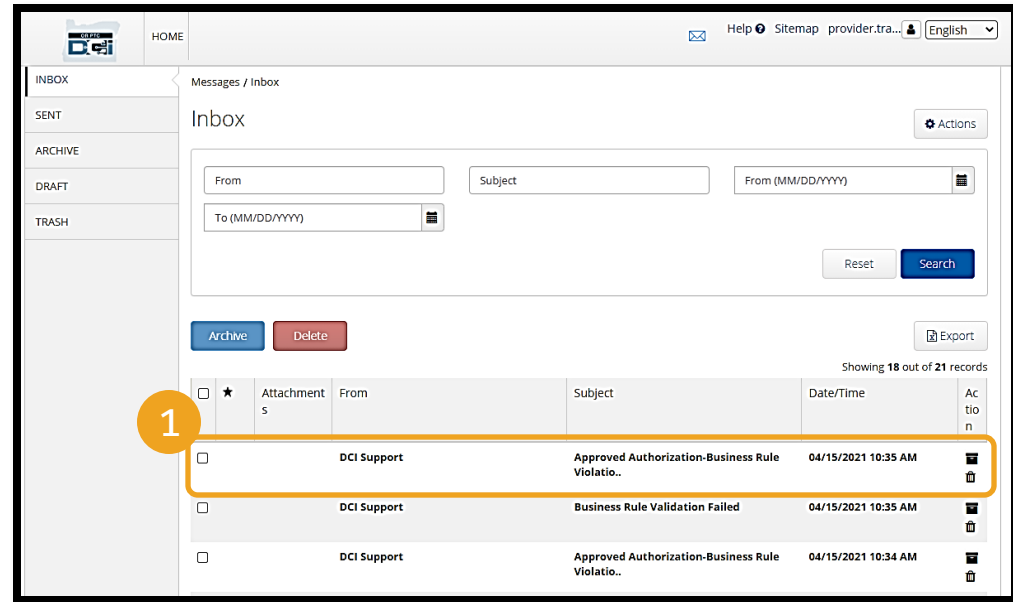 OR PTC
DCi
HOME
Help Sitemap provider.tra... English
INBOX
SENT
ARCHIVE
DRAFT
TRASH
Messages / Inbox
Inbox
Actions
From Subject From (MM/DD/YYYY)
To (MM/DD/YYYY)
Reset Search
Archive Delete Export
Showing 18 out of 21 records
Attachment From Subject Date/Time Ac
s tio
n
1
DCI Support Approved Authorization-Business Rule 04/15/2021 10:35 AM
Violatio..
DCI Support Business Rule Validation Failed 04/15/2021 10:35 AM
DCI Support Approved Authorization-Business Rule 04/15/2021 10:34 AM
Violatio..